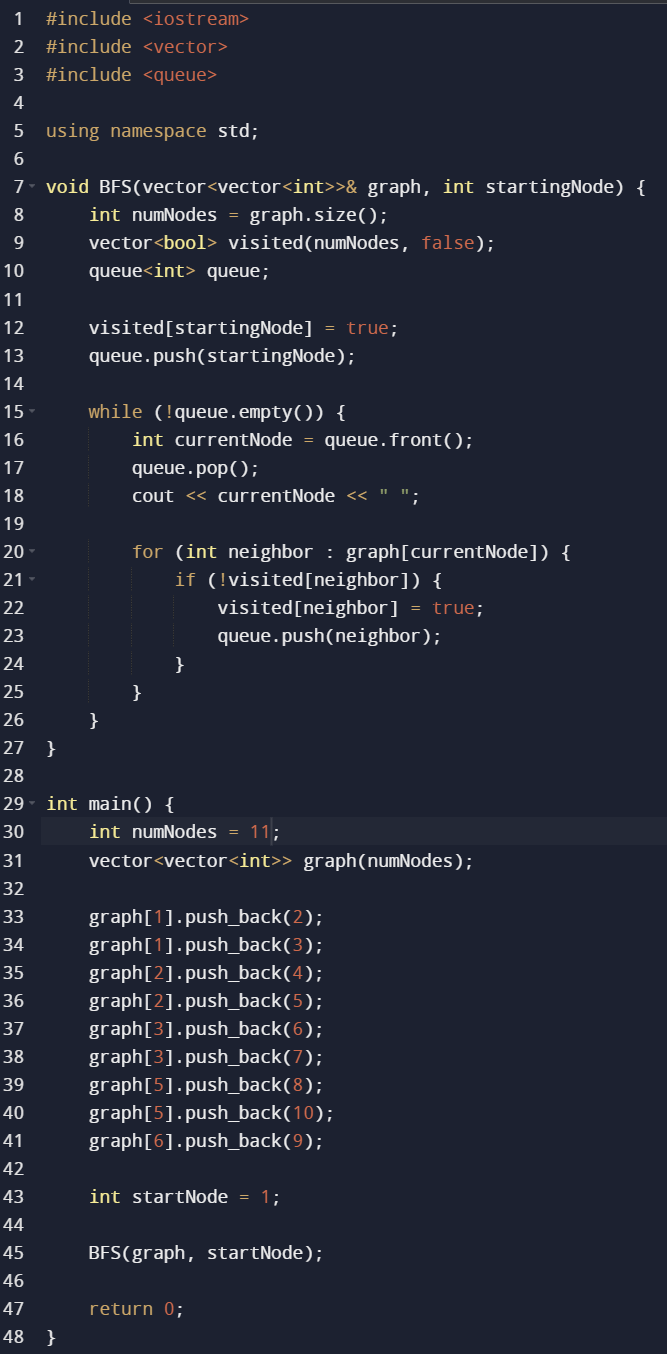 1 #include <iostream>
2 #include <vector>
3 #include <queue>
4
5 using namespace std;
6
7 void BFS(vector<vector<int>>& graph, int startingNode) {
8     int numNodes = graph.size();
9     vector<bool> visited(numNodes, false);
10     queue<int> queue;
11
12     visited[startingNode] = true;
13     queue.push(startingNode);
14
15     while (!queue.empty()) {
16         int currentNode = queue.front();
17         queue.pop();
18         cout << currentNode << " ";
19
20         for (int neighbor : graph[currentNode]) {
21             if (!visited[neighbor]) {
22                 visited[neighbor] = true;
23                 queue.push(neighbor);
24             }
25         }
26     }
27 }
28
29 int main() {
30     int numNodes = 11;
31     vector<vector<int>> graph(numNodes);
32
33     graph[1].push_back(2);
34     graph[1].push_back(3);
35     graph[2].push_back(4);
36     graph[2].push_back(5);
37     graph[3].push_back(6);
38     graph[3].push_back(7);
39     graph[5].push_back(8);
40     graph[5].push_back(10);
41     graph[6].push_back(9);
42
43     int startNode = 1;
44
45     BFS(graph, startNode);
46
47     return 0;
48 }